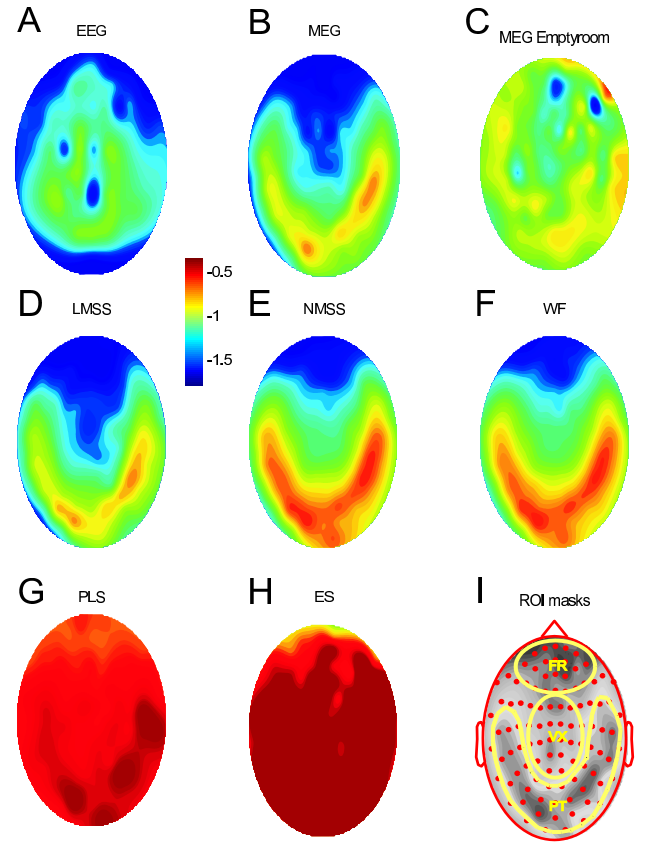 A
EEG
B
MEG
C
MEG Emptyroom
-0.5
-1
-1.5
D
LMSS
E
NMSS
F
WF
G
PLS
H
ES
I
ROI masks
FR
VX
PT